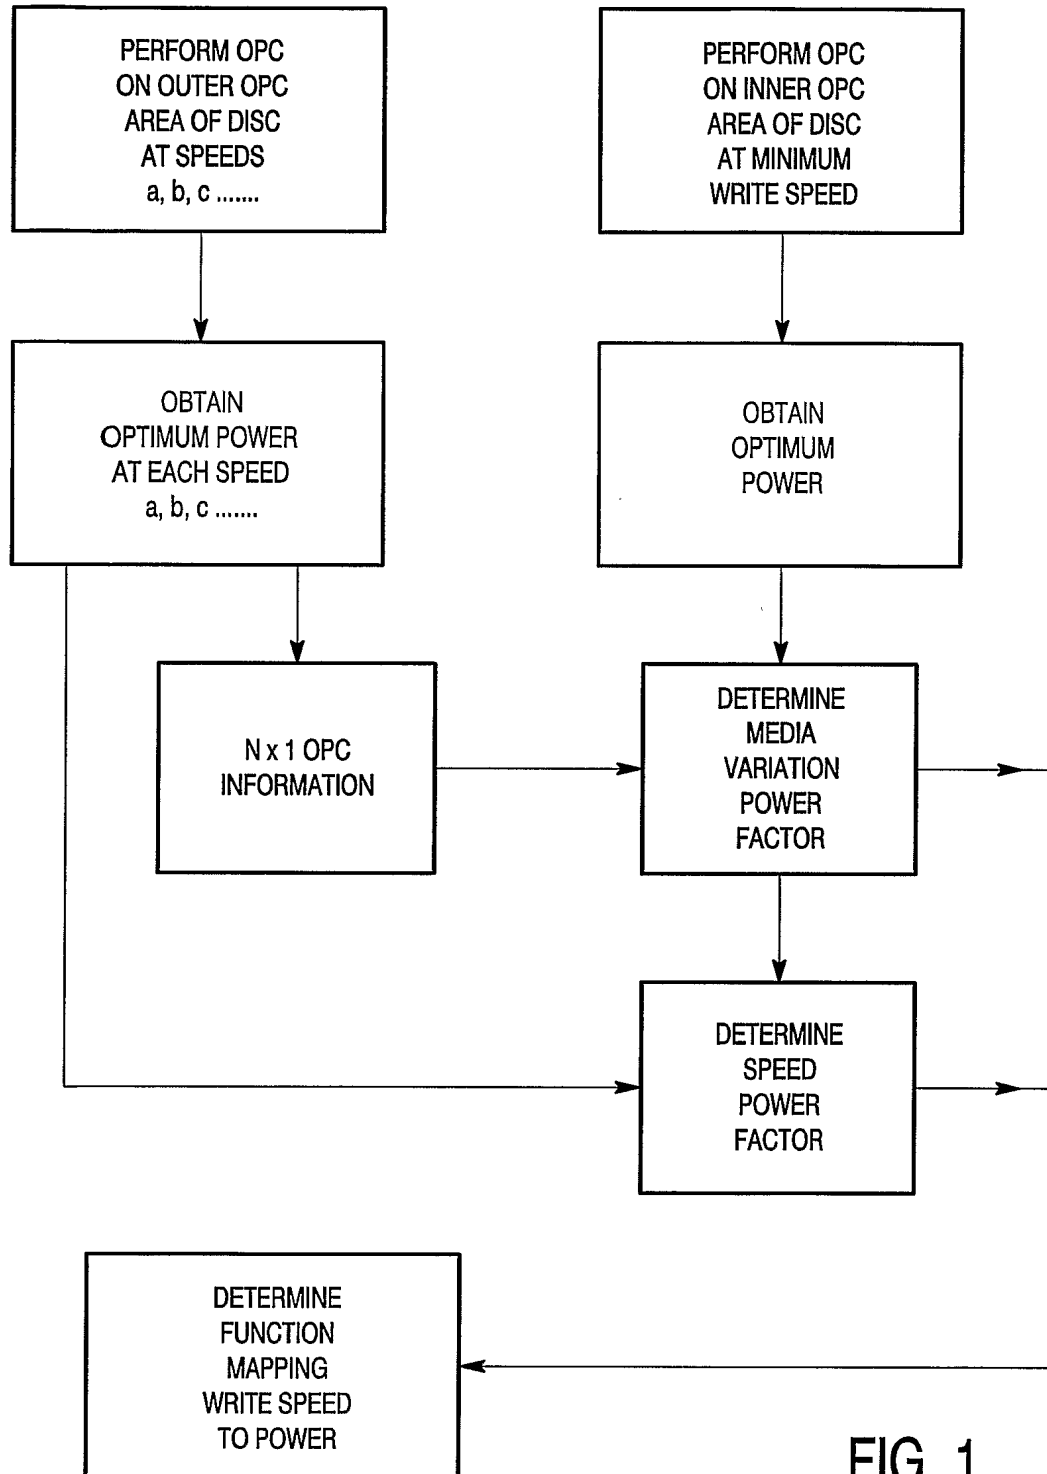 PERFORM OPC
ON OUTER OPC
AREA OF DISC
AT SPEEDS
a, b, c .......
PERFORM OPC
ON INNER OPC
AREA OF DISC
AT MINIMUM
WRITE SPEED
OBTAIN
OPTIMUM POWER
AT EACH SPEED
a, b, c .......
OBTAIN
OPTIMUM
POWER
N x 1 OPC
INFORMATION
DETERMINE
MEDIA
VARIATION
POWER
FACTOR
DETERMINE
SPEED
POWER
FACTOR
DETERMINE
FUNCTION
MAPPING
WRITE SPEED
TO POWER
FIG. 1